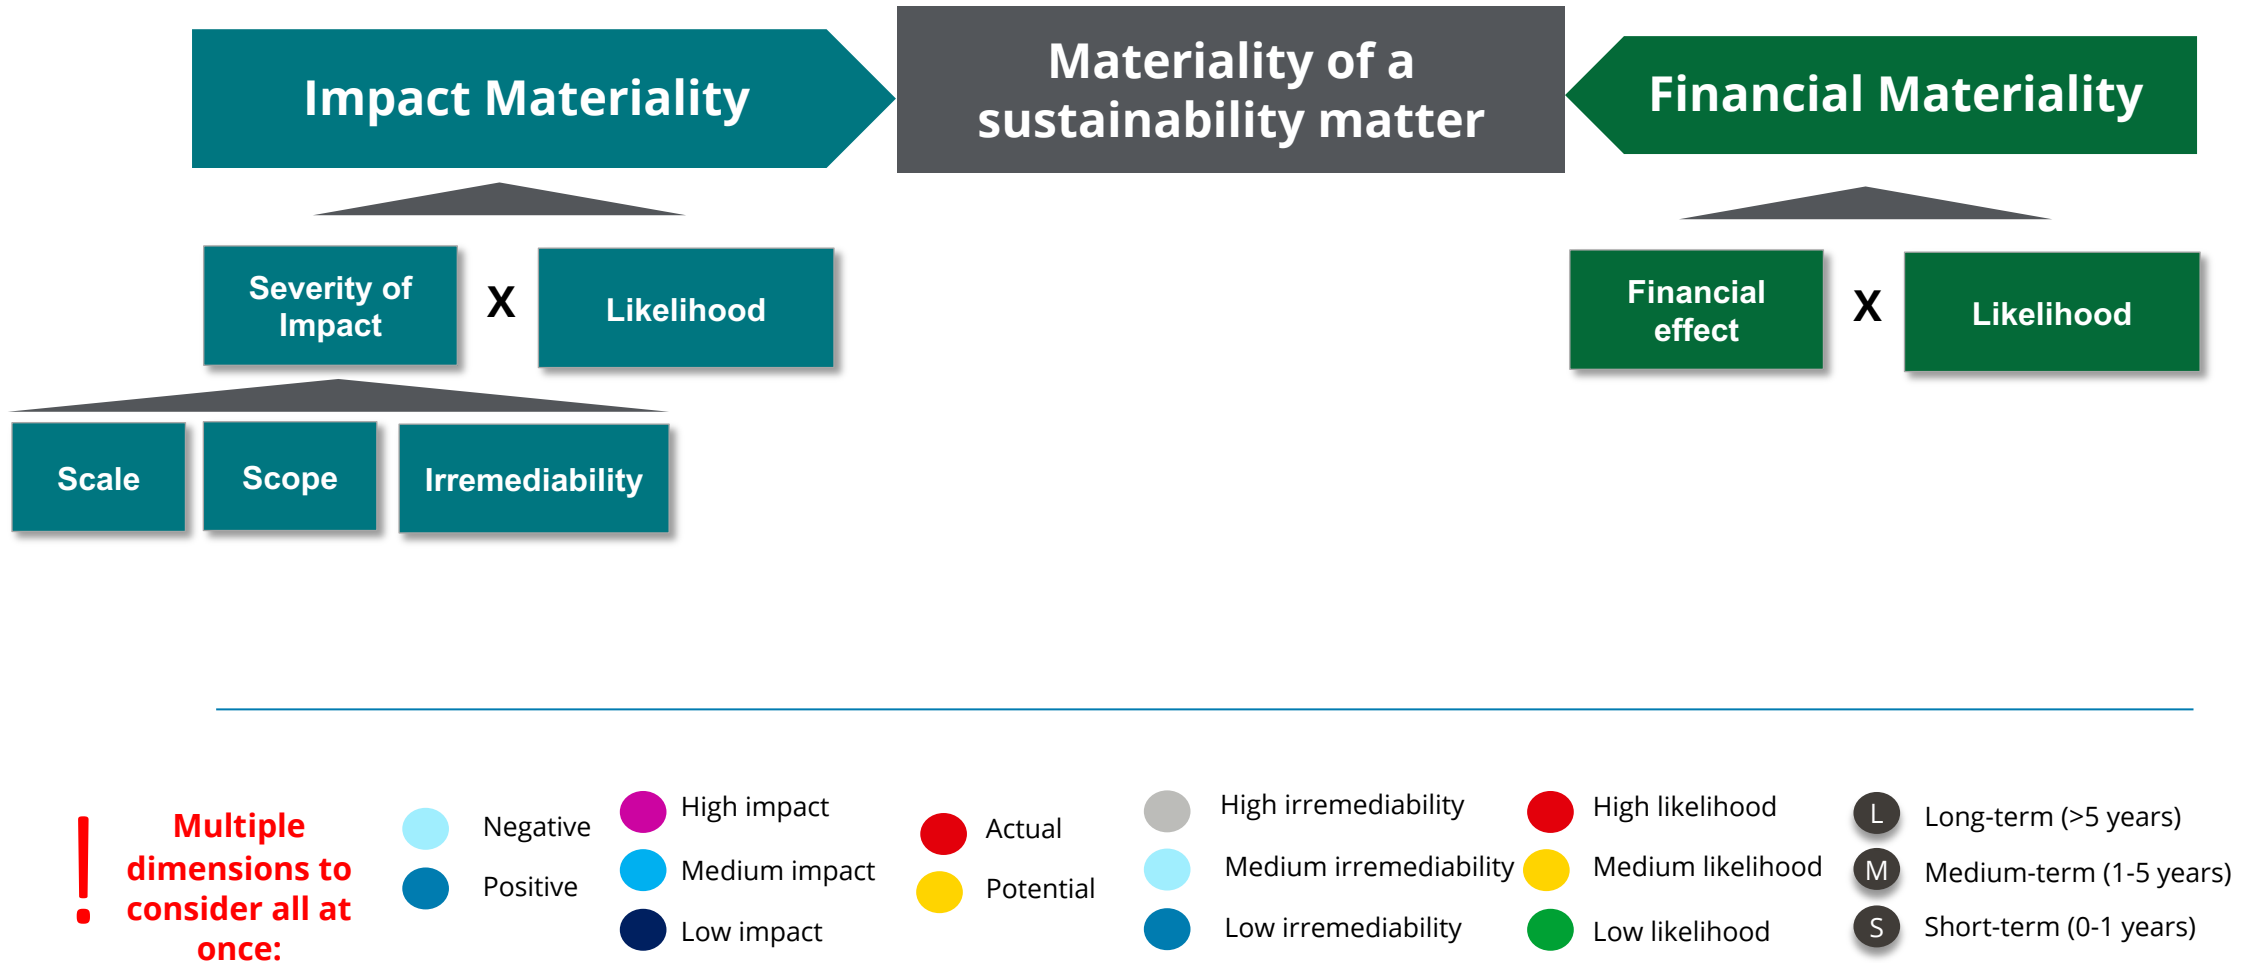 Impact Materiality
Materiality of a
sustainability matter
Financial Materiality
Severity of
Impact
X
Likelihood
Financial
effect
X
Likelihood
Scale
Scope
Irremediability
!
Multiple
dimensions to
consider all at
once:
Negative
Positive
High impact
Medium impact
Low impact
Actual
Potential
High irremediability
Medium irremediability
Low irremediability
High likelihood
Medium likelihood
Low likelihood
L Long-term (>5 years)
M Medium-term (1-5 years)
S Short-term (0-1 years)